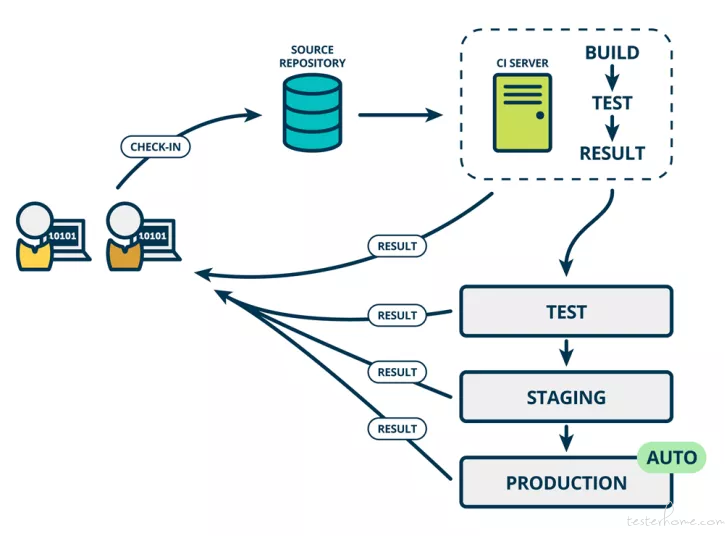 SOURCE
REPOSITORY
CI SERVER
BUILD
TEST
RESULT
CHECK-IN
10101
10101
RESULT
RESULT
TEST
RESULT
STAGING
RESULT
AUTO
PRODUCTION
testerhome.com